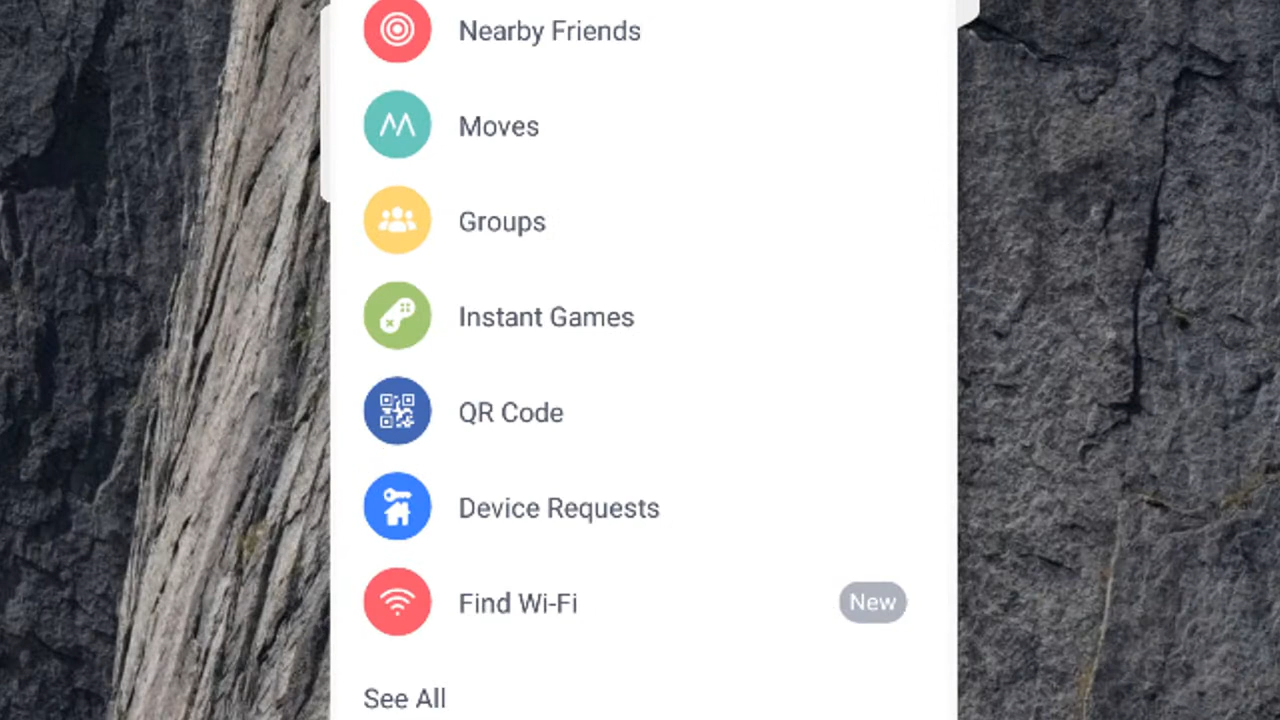 Nearby Friends
Moves
Groups
Instant Games
QR Code
Device Requests
Find Wi-Fi New
See All